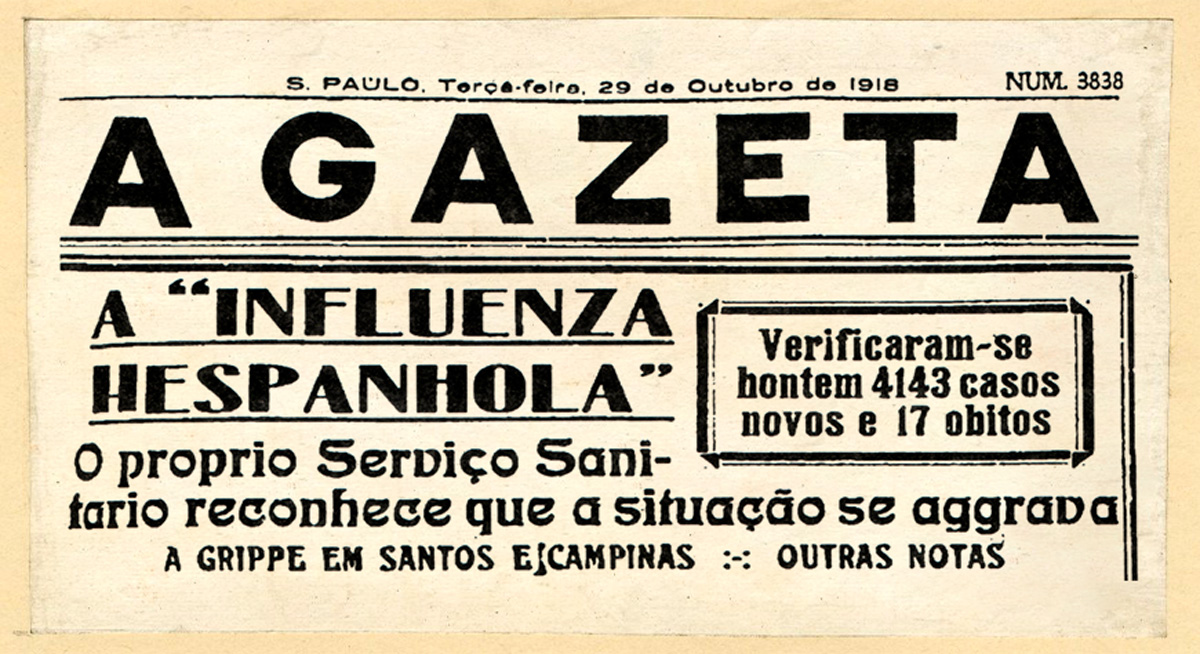 S. PAULO, Terça-feira, 29 de Outubro de 1918 NUM. 3838
A GAZETA
A “INFLUENZA
HESPANHOLA”
Verificaram-se
hontem 4143 casos
novos e 17 obitos
O proprio Serviço Sani-
tario reconhece que a situação se aggrava
A GRIPPE EM SANTOS E CAMPINAS :-: OUTRAS NOTAS